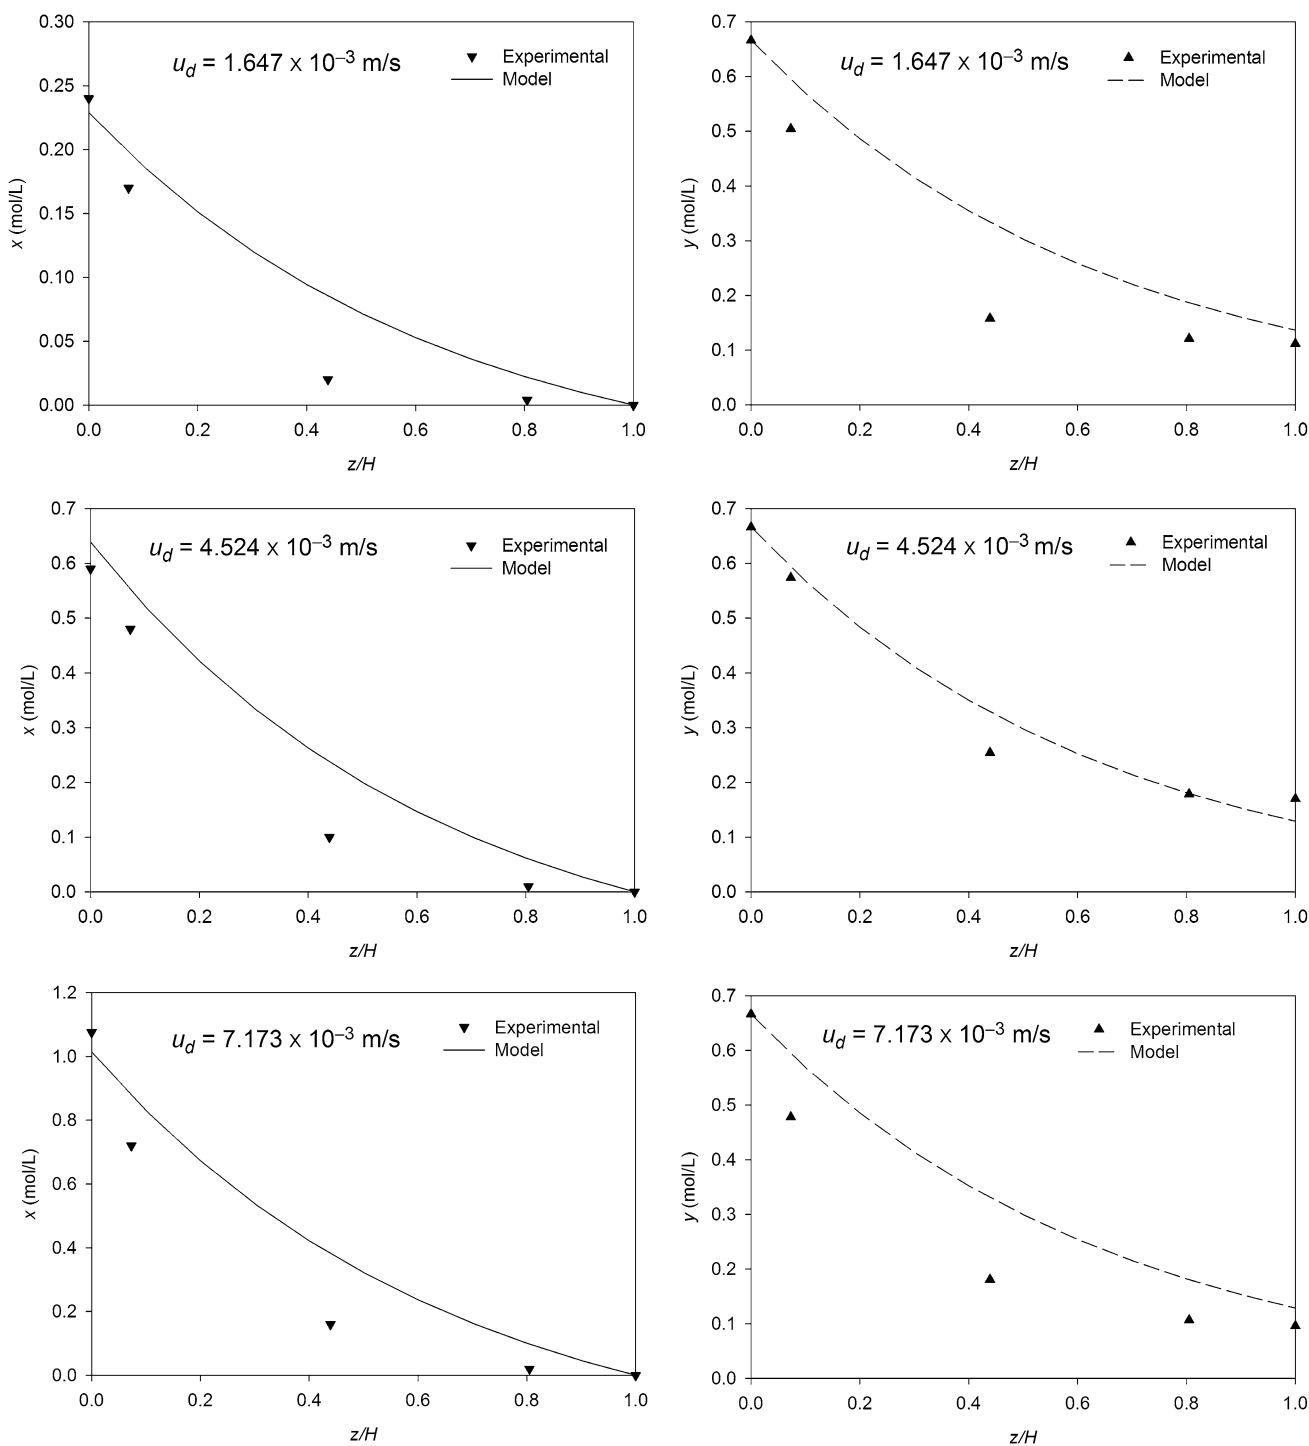 u_d = 1.647 x 10⁻³ m/s
Experimental
Model
0.30
0.25
0.20
0.15
0.10
0.05
0.00
x (mol/L)
0.0 0.2 0.4 0.6 0.8 1.0
z/H
u_d = 1.647 x 10⁻³ m/s
Experimental
Model
0.7
0.6
0.5
0.4
0.3
0.2
0.1
0.0
y (mol/L)
0.0 0.2 0.4 0.6 0.8 1.0
z/H
u_d = 4.524 x 10⁻³ m/s
Experimental
Model
0.7
0.6
0.5
0.4
0.3
0.2
0.1
0.0
x (mol/L)
0.0 0.2 0.4 0.6 0.8 1.0
z/H
u_d = 4.524 x 10⁻³ m/s
Experimental
Model
0.7
0.6
0.5
0.4
0.3
0.2
0.1
0.0
y (mol/L)
0.0 0.2 0.4 0.6 0.8 1.0
z/H
u_d = 7.173 x 10⁻³ m/s
Experimental
Model
1.2
1.0
0.8
0.6
0.4
0.2
0.0
x (mol/L)
0.0 0.2 0.4 0.6 0.8 1.0
z/H
u_d = 7.173 x 10⁻³ m/s
Experimental
Model
0.7
0.6
0.5
0.4
0.3
0.2
0.1
0.0
y (mol/L)
0.0 0.2 0.4 0.6 0.8 1.0
z/H